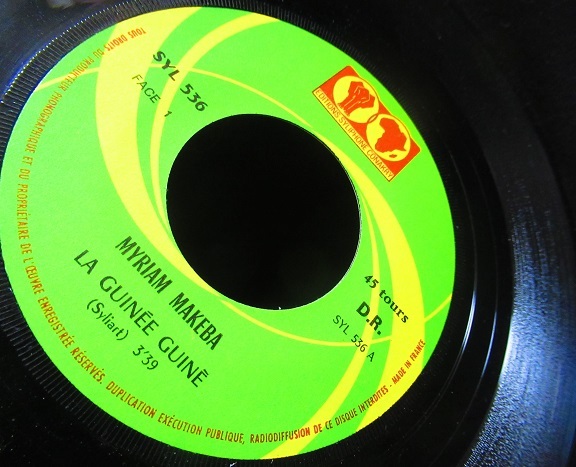 SYL 536
FACE 1
EDITIONS SYLIPHONE CONAKRY
45 tours
D.R.
SYL 536 A
MYRIAM MAKEBA
LA GUINÉE GUINÉ
(Syliart) 3'39
TOUS DROITS DU PRODUCTEUR PHONOGRAPHIQUE ET DU PROPRIÉTAIRE DE L'ŒUVRE ENREGISTRÉE RÉSERVÉS. DUPLICATION EXÉCUTION PUBLIQUE, RADIODIFFUSION DE CE DISQUE INTERDITES - MADE IN FRANCE